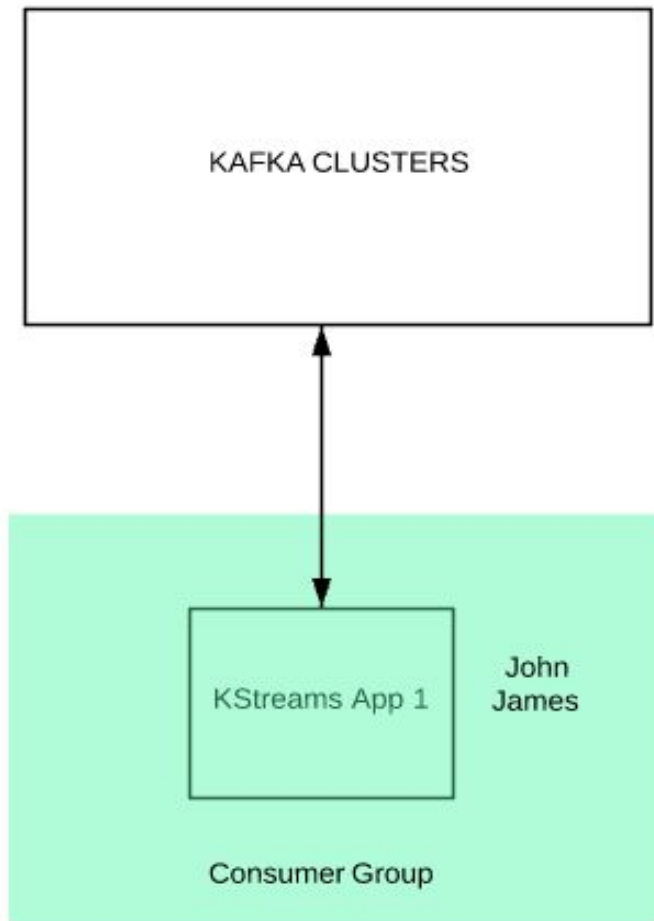 KAFKA CLUSTERS
KStreams App 1
John
James
Consumer Group